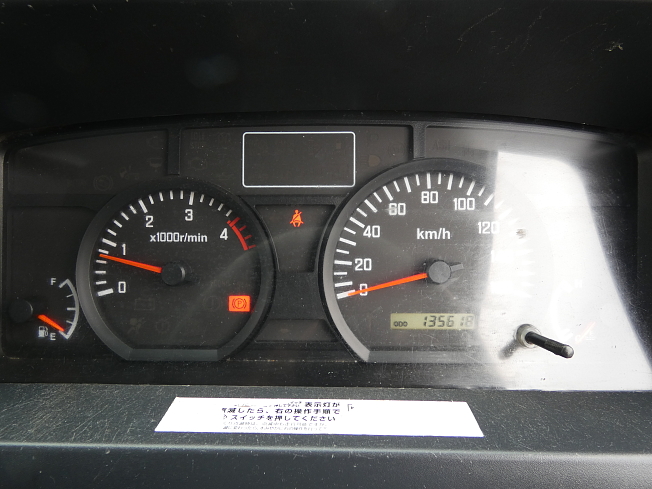 80
60
100
40
120
km/h
20
0
3
2
4
x1000r/min
1
0
F
E
P
ODO 135618
表示灯が
滅したら、右の操作手順で
スイッチを押してください